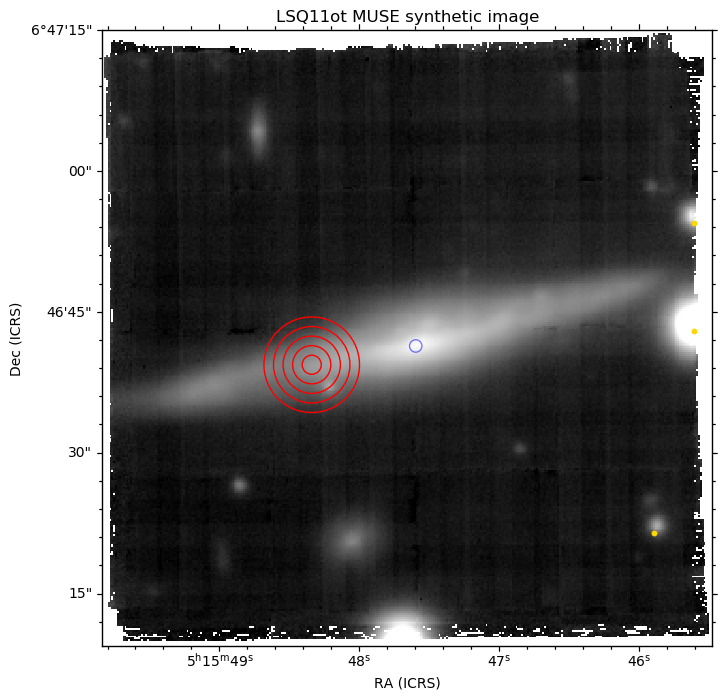 LSQ11ot MUSE synthetic image
6°47'15"
00"
46'45"
30"
15"
Dec (ICRS)
5ʰ15ᵐ49ˢ
48ˢ
47ˢ
46ˢ
RA (ICRS)